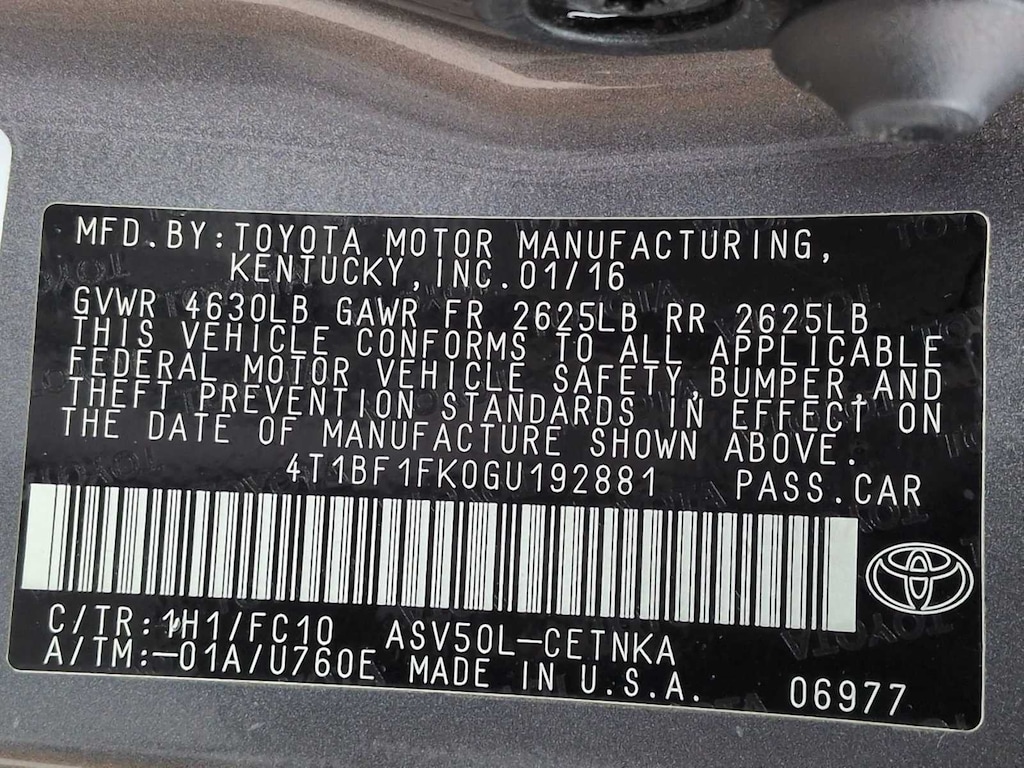 MFD.BY:TOYOTA MOTOR MANUFACTURING,
KENTUCKY,INC.01/16
GVWR 4630LB GAWR FR 2625LB RR 2625LB
THIS VEHICLE CONFORMS TO ALL APPLICABLE
FEDERAL MOTOR VEHICLE SAFETY,BUMPER,AND
THEFT PREVENTION STANDARDS IN EFFECT ON
THE DATE OF MANUFACTURE SHOWN ABOVE.
4T1BF1FK0GU192881 PASS.CAR
C/TR:1H1/FC10 ASV50L-CETNKA
A/TM:-01A/U760E MADE IN U.S.A. 06977